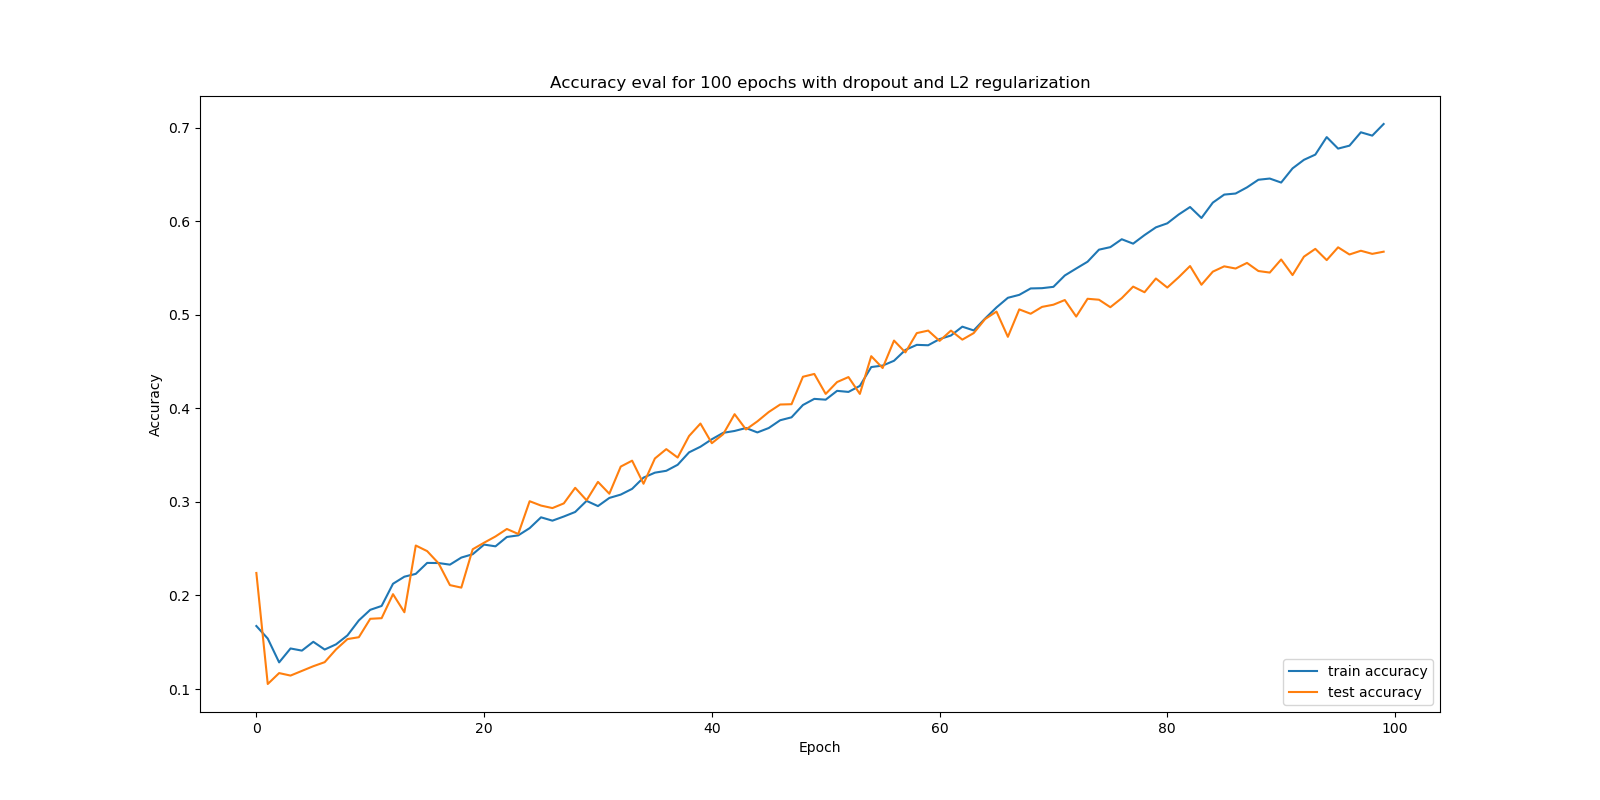 Accuracy eval for 100 epochs with dropout and L2 regularization
0.7
0.6
0.5
0.4
0.3
0.2
0.1
Accuracy
train accuracy
test accuracy
0 20 40 60 80 100
Epoch